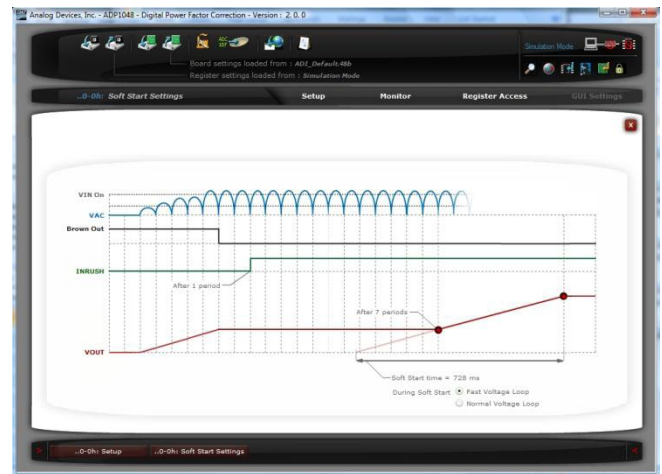 Analog Devices, Inc. - ADP1048 - Digital Power Factor Correction - Version : 2. 0. 0
Simulation Mode
Board settings loaded from : ADI_Default.48b
Register settings loaded from : Simulation Mode
..0-0h: Soft Start Settings Setup Monitor Register Access GUI Settings
VIN On
VAC
Brown Out
INRUSH
After 1 period
After 7 periods
VOUT
Soft Start time = 728 ms
During Soft Start Fast Voltage Loop
Normal Voltage Loop
..0-0h: Setup ..0-0h: Soft Start Settings